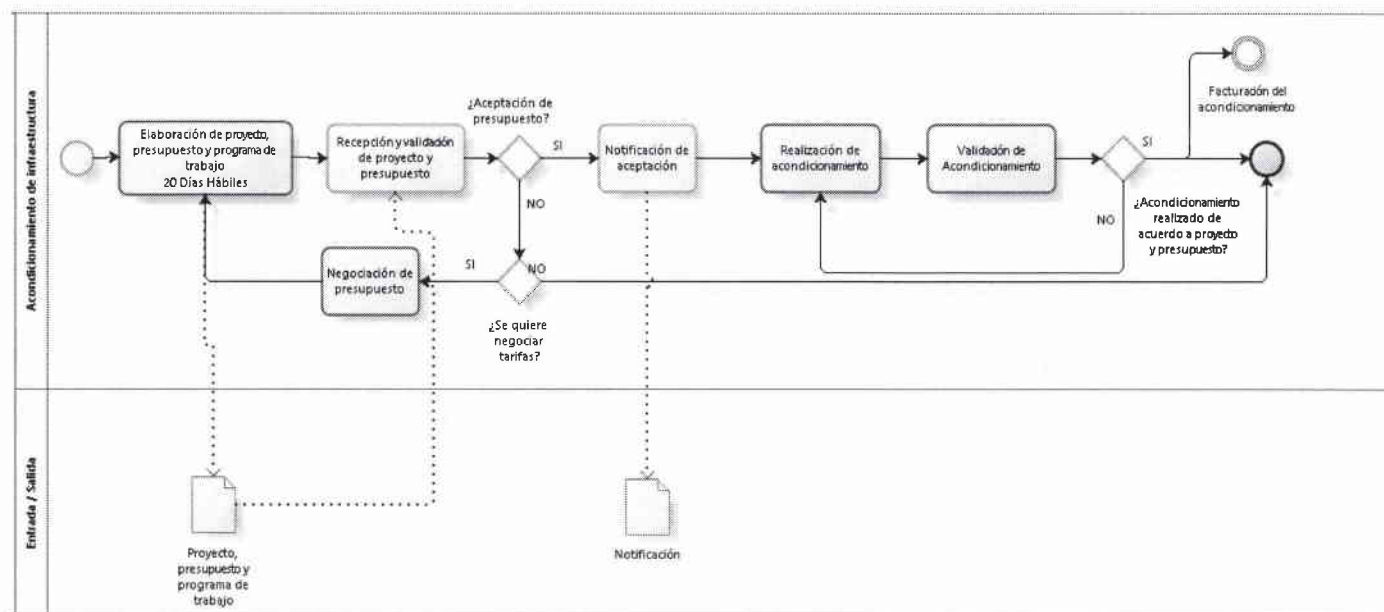 Acondicionamiento de infraestructura
Elaboración de proyecto,
presupuesto y programa de
trabajo
20 Días Hábiles
Recepción y validación
de proyecto y
presupuesto
¿Aceptación de
presupuesto?
SI
NO
Notificación de
aceptación
Realización de
acondicionamiento
Validación de
Acondicionamiento
SI
NO
¿Acondicionamiento
realizado de
acuerdo a proyecto
y presupuesto?
Facturación del
acondicionamiento
Negociación de
presupuesto
SI
NO
¿Se quiere
negociar
tarifas?
Entrada / Salida
Proyecto,
presupuesto y
programa de
trabajo
Notificación